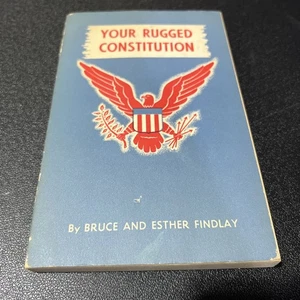 YOUR RUGGED
CONSTITUTION
By BRUCE AND ESTHER FINDLAY